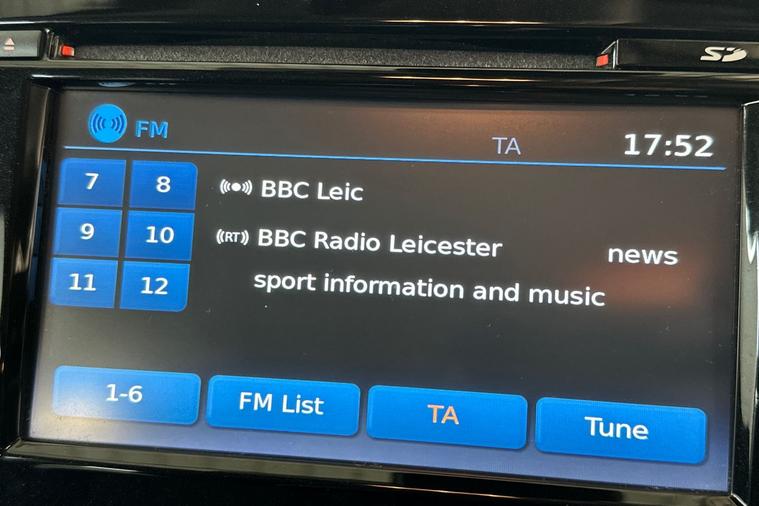 SD
FM TA 17:52
7 8 BBC Leic
9 10 RT BBC Radio Leicester news
11 12 sport information and music
1-6 FM List TA Tune